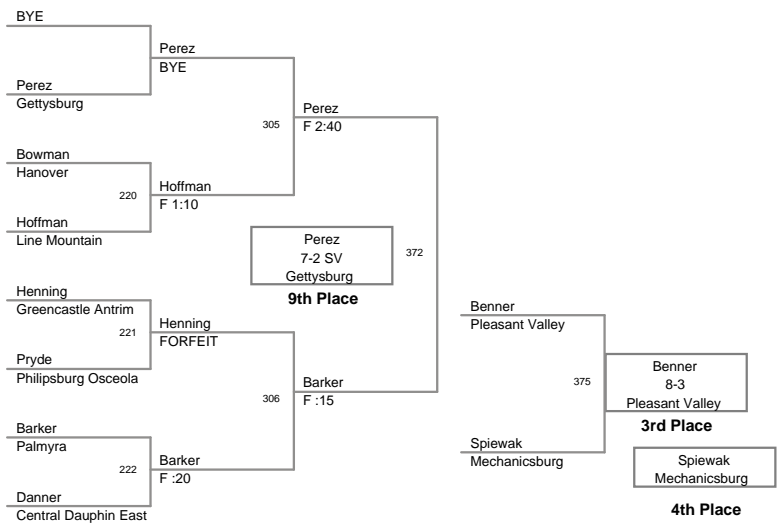 BYE
Perez
BYE
Perez
Gettysburg
305
Perez
F 2:40
Bowman
Hanover
220
Hoffman
F 1:10
Hoffman
Line Mountain
Perez
7-2 SV
Gettysburg
9th Place
372
Henning
Greencastle Antrim
221
Henning
FORFEIT
Pryde
Philipsburg Osceola
306
Barker
F :15
Barker
Palmyra
222
Barker
F :20
Danner
Central Dauphin East
Benner
Pleasant Valley
375
Benner
8-3
Pleasant Valley
3rd Place
Spiewak
Mechanicsburg
Spiewak
Mechanicsburg
4th Place